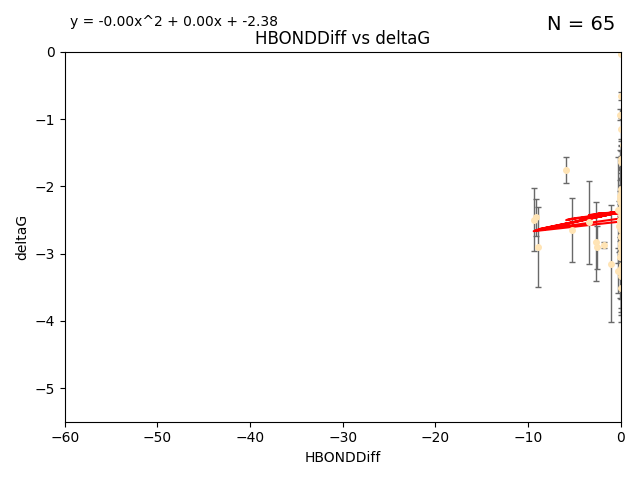 y = -0.00x^2 + 0.00x + -2.38
N = 65
HBONDDiff vs deltaG
0
−1
−2
−3
−4
−5
deltaG
−60 −50 −40 −30 −20 −10 0
HBONDDiff